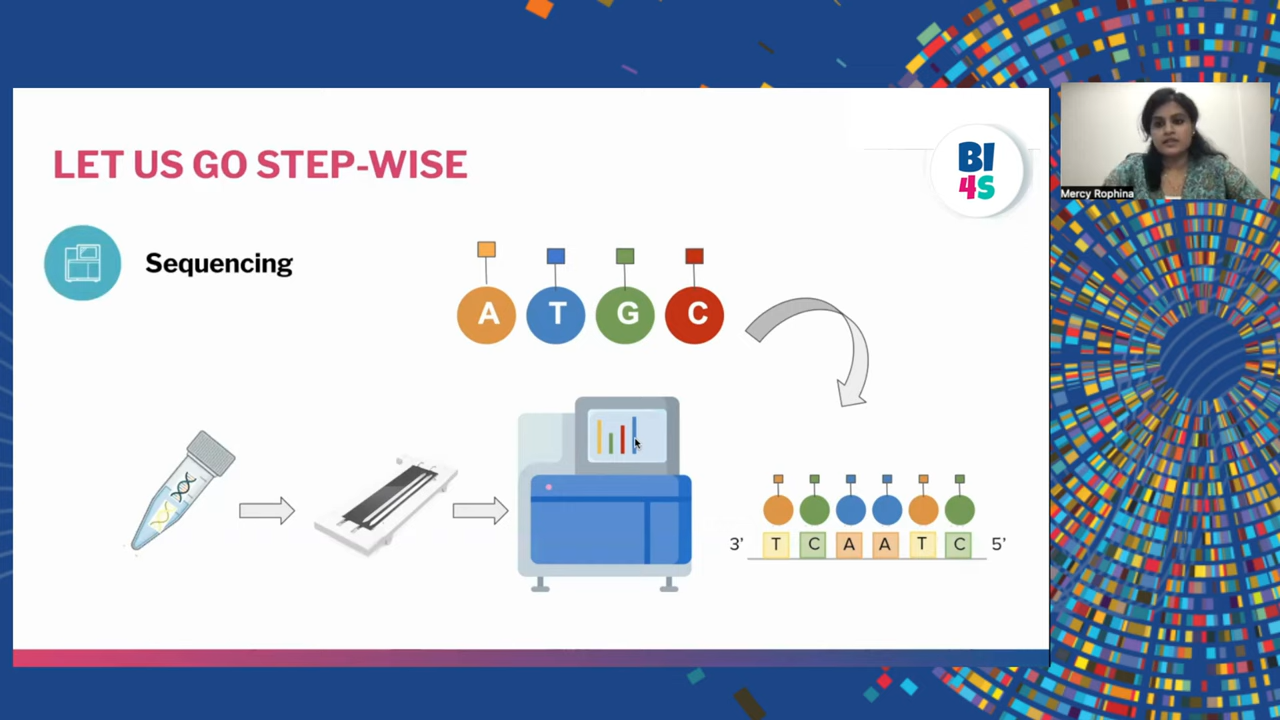 LET US GO STEP-WISE
BI
4S
Mercy Rophina
Sequencing
A T G C
3' T C A A T C 5'